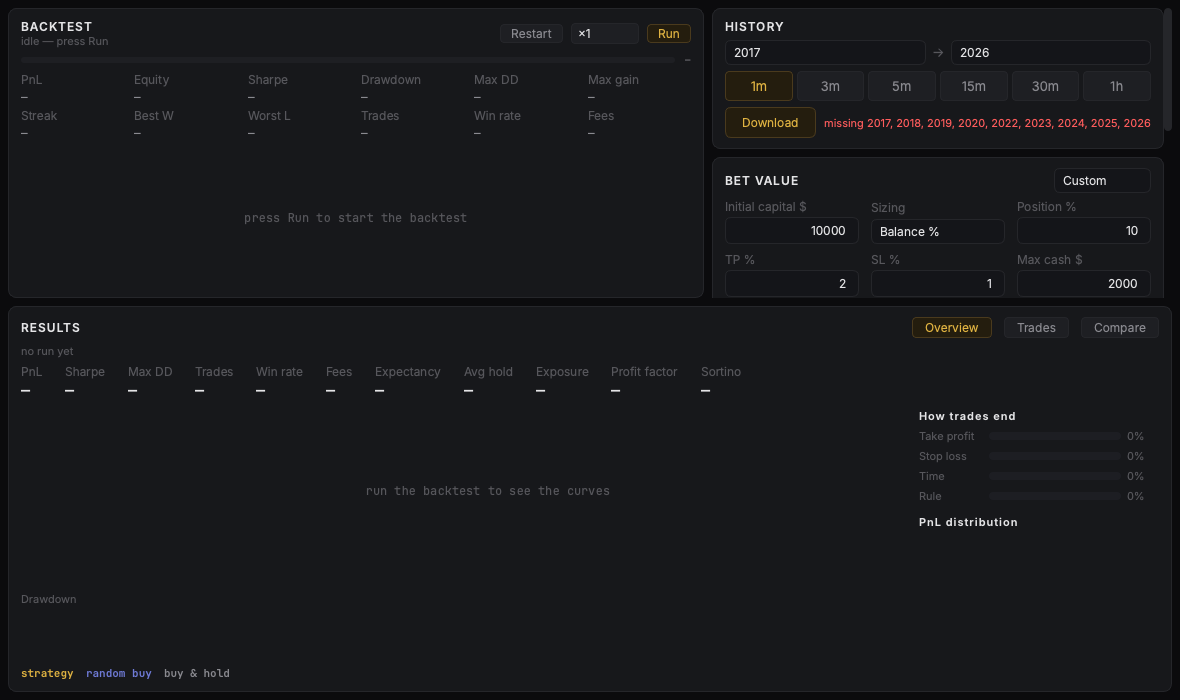 BACKTEST
idle — press Run
Restart
×1
Run
–
PnL Equity Sharpe Drawdown Max DD Max gain
– – – – – –
Streak Best W Worst L Trades Win rate Fees
– – – – – –
press Run to start the backtest
HISTORY
2017 → 2026
1m 3m 5m 15m 30m 1h
Download missing 2017, 2018, 2019, 2020, 2022, 2023, 2024, 2025, 2026
BET VALUE
Custom
Initial capital $ Sizing Position %
10000 Balance % 10
TP % SL % Max cash $
2 1 2000
RESULTS
Overview Trades Compare
no run yet
PnL Sharpe Max DD Trades Win rate Fees Expectancy Avg hold Exposure Profit factor Sortino
– – – – – – – – – – –
run the backtest to see the curves
How trades end
Take profit 0%
Stop loss 0%
Time 0%
Rule 0%
PnL distribution
Drawdown
strategy random buy buy & hold